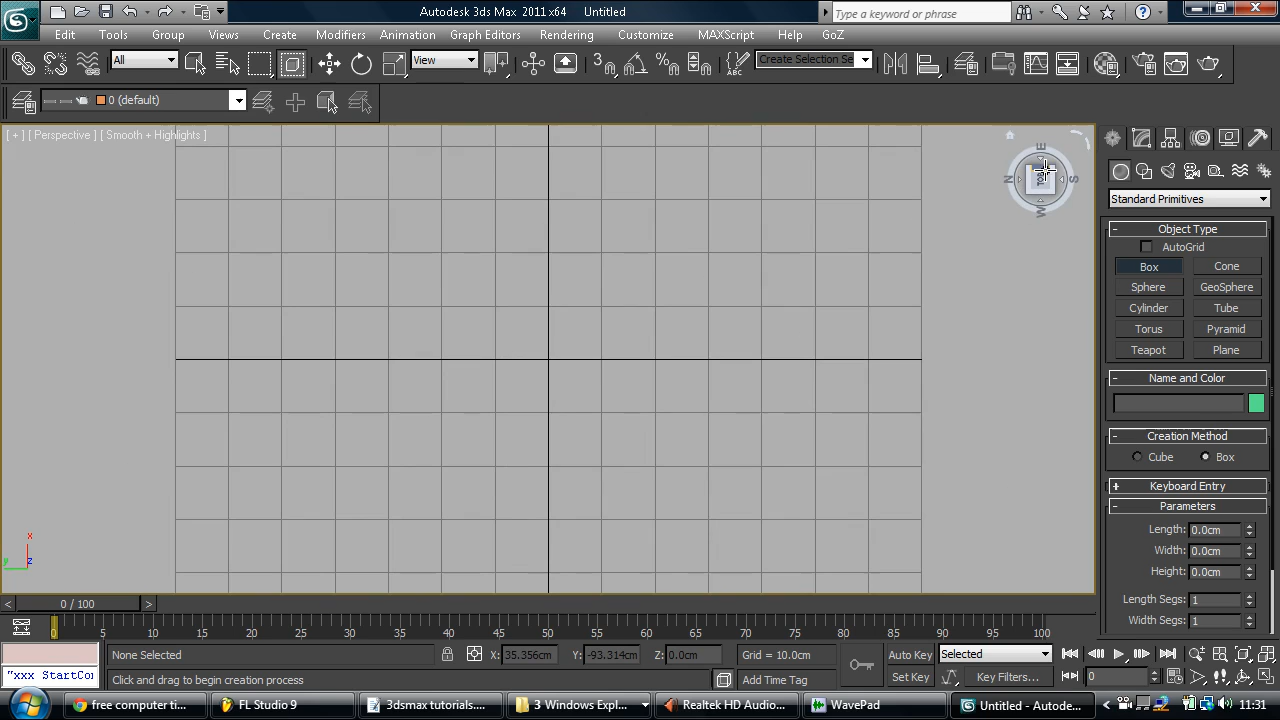 Autodesk 3ds Max 2011 x64 Untitled
Type a keyword or phrase
Edit Tools Group Views Create Modifiers Animation Graph Editors Rendering Customize MAXScript Help GoZ
All
View
Create Selection Se
3
0 (default)
[ + ] [ Perspective ] [ Smooth + Highlights ]
E
N
S
W
Standard Primitives
- Object Type
AutoGrid
Box Cone
Sphere GeoSphere
Cylinder Tube
Torus Pyramid
Teapot Plane
- Name and Color
- Creation Method
Cube Box
+ Keyboard Entry
- Parameters
Length: 0.0cm
Width: 0.0cm
Height: 0.0cm
Length Segs: 1
Width Segs: 1
x
y z
< 0 / 100 >
0 5 10 15 20 25 30 35 40 45 50 55 60 65 70 75 80 85 90 95 100
None Selected X: 35.356cm Y: -93.314cm Z: 0.0cm Grid = 10.0cm Auto Key Selected
"xxx StartCor Click and drag to begin creation process Add Time Tag Set Key Key Filters... 0
free computer ti... FL Studio 9 3dsmax tutorials.... 3 Windows Expl... Realtek HD Audio... WavePad Untitled - Autode... 11:31